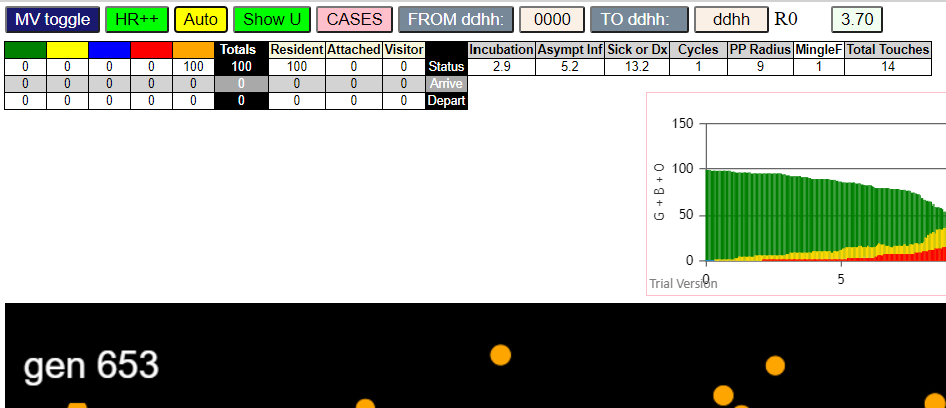 MV toggle HR++ Auto Show U CASES FROM ddhh: 0000 TO ddhh: ddhh R0 3.70
Totals Resident Attached Visitor Incubation Asympt Inf Sick or Dx Cycles PP Radius MingleF Total Touches
0 0 0 0 100 100 100 0 0 Status 2.9 5.2 13.2 1 9 1 14
0 0 0 0 0 0 0 0 0 Arrive
0 0 0 0 0 0 0 0 0 Depart
150
100
50
0
G + B + O
0 5
Trial Version
gen 653